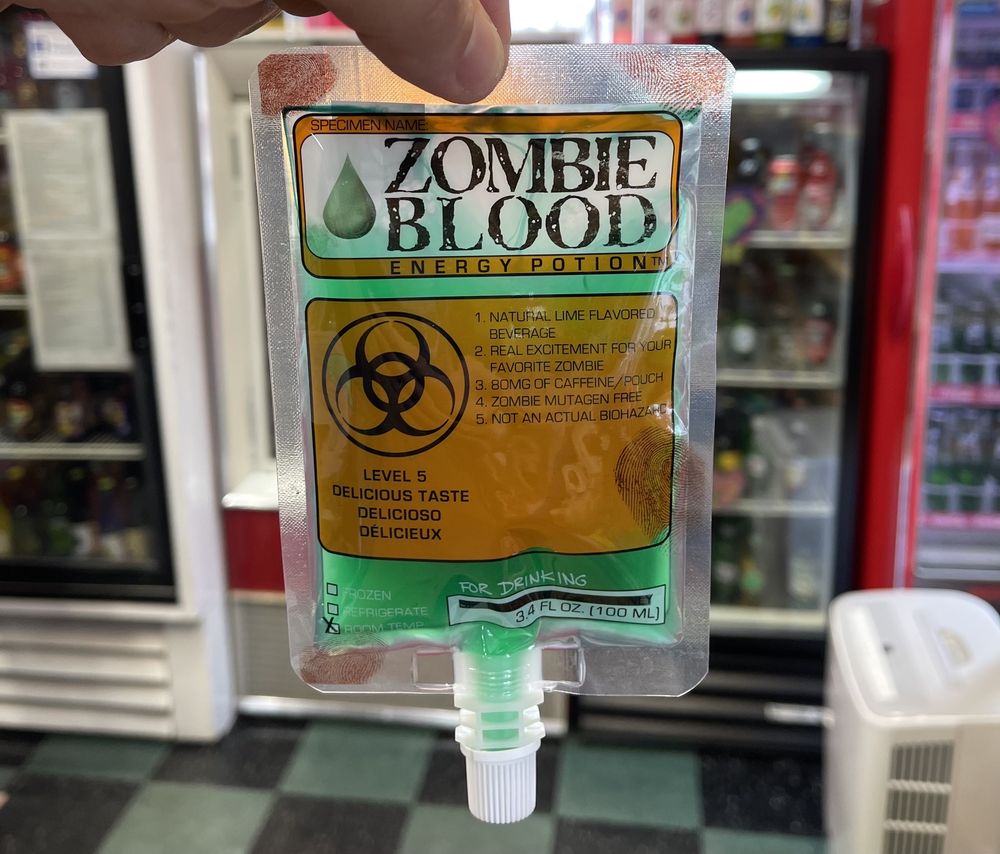 SPECIMEN NAME:
ZOMBIE
BLOOD
ENERGY POTION™
1. NATURAL LIME FLAVORED
BEVERAGE
2. REAL EXCITEMENT FOR YOUR
FAVORITE ZOMBIE
3. 80MG OF CAFFEINE/POUCH
4. ZOMBIE MUTAGEN FREE
5. NOT AN ACTUAL BIOHAZARD
LEVEL 5
DELICIOUS TASTE
DELICIOSO
DÉLICIEUX
FROZEN
REFRIGERATE
ROOM TEMP
FOR DRINKING
3.4 FL OZ. (100 ML)